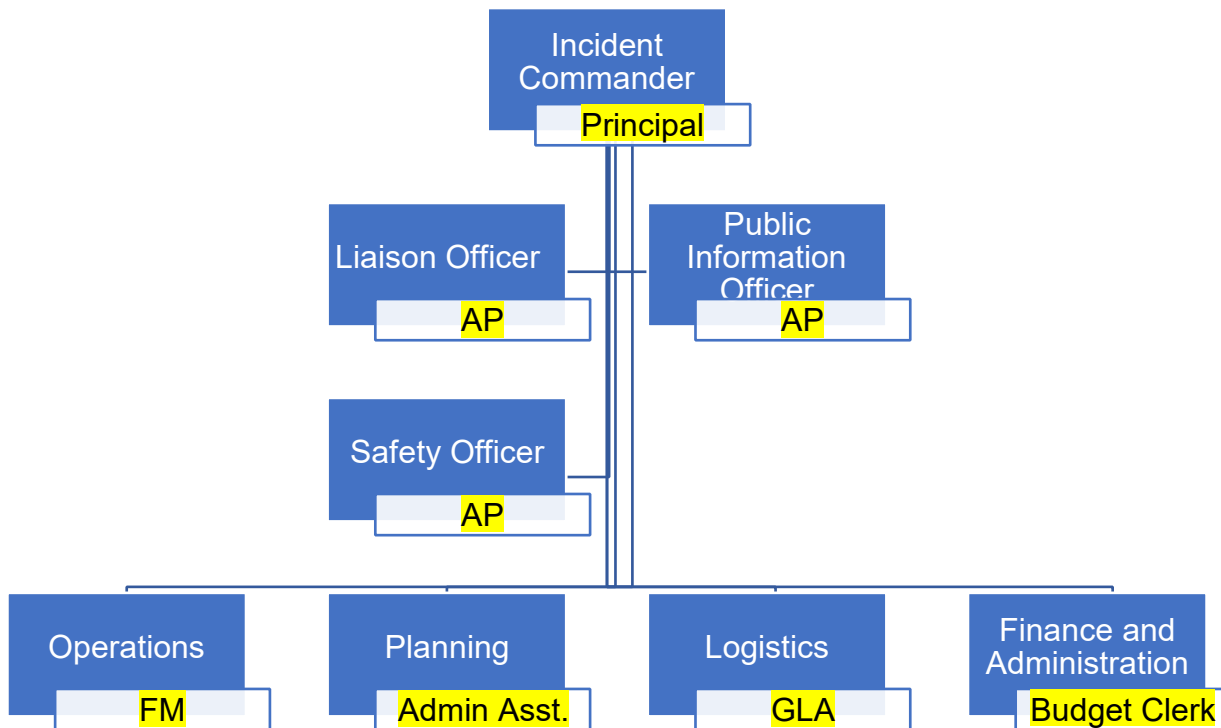 Incident
Commander
Principal
Liaison Officer
AP
Public
Information
Officer
AP
Safety Officer
AP
Operations
FM
Planning
Admin Asst.
Logistics
GLA
Finance and
Administration
Budget Clerk